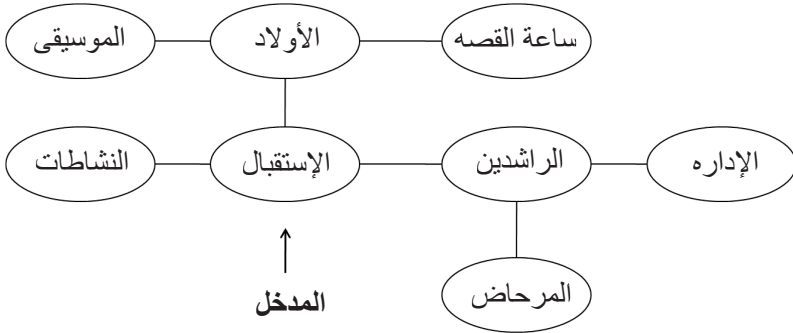 ساعة القصه
الأولاد
الموسيقى
الإداره
الراشدين
الإستقبال
النشاطات
المرحاض
المدخل